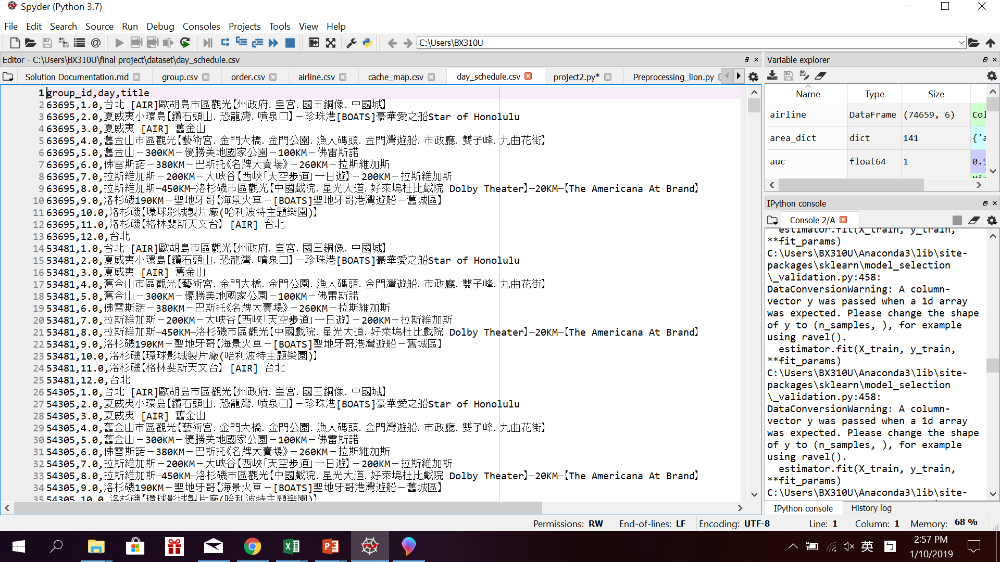 Spyder (Python 3.7)
File Edit Search Source Run Debug Consoles Projects Tools View Help
C:\Users\BX310U
Editor - C:\Users\BX310U\final project\dataset\day_schedule.csv
Solution Documentation.md group.csv order.csv airline.csv cache_map.csv day_schedule.csv project2.py* Preprocessing_lion.py
1 group_id,day,title
2 63695,1.0,台北 [AIR]歐胡島市區觀光【州政府. 皇宮. 國王銅像. 中國城】
3 63695,2.0,夏威夷小環島【鑽石頭山. 恐龍灣. 噴泉口】－珍珠港[BOATS]豪華愛之船Star of Honolulu
4 63695,3.0,夏威夷 [AIR] 舊金山
5 63695,4.0,舊金山市區觀光【藝術宮. 金門大橋. 金門公園. 漁人碼頭. 金門灣遊船. 市政廳. 雙子峰. 九曲花街】
6 63695,5.0,舊金山－300KM－優勝美地國家公園－100KM－佛雷斯諾
7 63695,6.0,佛雷斯諾－380KM－巴斯托《名牌大賣場》－260KM－拉斯維加斯
8 63695,7.0,拉斯維加斯－200KM－大峽谷【西峽「天空步道」一日遊】－200KM－拉斯維加斯
9 63695,8.0,拉斯維加斯—450KM—洛杉磯市區觀光【中國戲院. 星光大道. 好萊塢杜比戲院 Dolby Theater】—20KM—【The Americana At Brand】
10 63695,9.0,洛杉磯190KM－聖地牙哥【海景火車－[BOATS]聖地牙哥港灣遊船－舊城區】
11 63695,10.0,洛杉磯【環球影城製片廠(哈利波特主題樂園)】
12 63695,11.0,洛杉磯【格林斐斯天文台】 [AIR] 台北
13 63695,12.0,台北
14 53481,1.0,台北 [AIR]歐胡島市區觀光【州政府. 皇宮. 國王銅像. 中國城】
15 53481,2.0,夏威夷小環島【鑽石頭山. 恐龍灣. 噴泉口】－珍珠港[BOATS]豪華愛之船Star of Honolulu
16 53481,3.0,夏威夷 [AIR] 舊金山
17 53481,4.0,舊金山市區觀光【藝術宮. 金門大橋. 金門公園. 漁人碼頭. 金門灣遊船. 市政廳. 雙子峰. 九曲花街】
18 53481,5.0,舊金山－300KM－優勝美地國家公園－100KM－佛雷斯諾
19 53481,6.0,佛雷斯諾－380KM－巴斯托《名牌大賣場》－260KM－拉斯維加斯
20 53481,7.0,拉斯維加斯－200KM－大峽谷【西峽「天空步道」一日遊】－200KM－拉斯維加斯
21 53481,8.0,拉斯維加斯—450KM—洛杉磯市區觀光【中國戲院. 星光大道. 好萊塢杜比戲院 Dolby Theater】—20KM—【The Americana At Brand】
22 53481,9.0,洛杉磯190KM－聖地牙哥【海景火車－[BOATS]聖地牙哥港灣遊船－舊城區】
23 53481,10.0,洛杉磯【環球影城製片廠(哈利波特主題樂園)】
24 53481,11.0,洛杉磯【格林斐斯天文台】 [AIR] 台北
25 53481,12.0,台北
26 54305,1.0,台北 [AIR]歐胡島市區觀光【州政府. 皇宮. 國王銅像. 中國城】
27 54305,2.0,夏威夷小環島【鑽石頭山. 恐龍灣. 噴泉口】－珍珠港[BOATS]豪華愛之船Star of Honolulu
28 54305,3.0,夏威夷 [AIR] 舊金山
29 54305,4.0,舊金山市區觀光【藝術宮. 金門大橋. 金門公園. 漁人碼頭. 金門灣遊船. 市政廳. 雙子峰. 九曲花街】
30 54305,5.0,舊金山－300KM－優勝美地國家公園－100KM－佛雷斯諾
31 54305,6.0,佛雷斯諾－380KM－巴斯托《名牌大賣場》－260KM－拉斯維加斯
32 54305,7.0,拉斯維加斯－200KM－大峽谷【西峽「天空步道」一日遊】－200KM－拉斯維加斯
33 54305,8.0,拉斯維加斯—450KM—洛杉磯市區觀光【中國戲院. 星光大道. 好萊塢杜比戲院 Dolby Theater】—20KM—【The Americana At Brand】
34 54305,9.0,洛杉磯190KM－聖地牙哥【海景火車－[BOATS]聖地牙哥港灣遊船－舊城區】
35 54305,10.0,洛杉磯【環球影城製片廠(哈利波特主題樂園)】
Variable explorer
Name Type Size
airline DataFrame (74659, 6) Col
area_dict dict 141 {'a
auc float64 1 0.5
IPython console
Console 2/A
estimator.fit(X_train, y_train,
**fit_params)
C:\Users\BX310U\Anaconda3\lib\site-
packages\sklearn\model_selection
\_validation.py:458:
DataConversionWarning: A column-
vector y was passed when a 1d array
was expected. Please change the shape
of y to (n_samples, ), for example
using ravel().
estimator.fit(X_train, y_train,
**fit_params)
C:\Users\BX310U\Anaconda3\lib\site-
packages\sklearn\model_selection
\_validation.py:458:
DataConversionWarning: A column-
vector y was passed when a 1d array
was expected. Please change the shape
of y to (n_samples, ), for example
using ravel().
estimator.fit(X_train, y_train,
**fit_params)
C:\Users\BX310U\Anaconda3\lib\site-
IPython console History log
Permissions: RW End-of-lines: LF Encoding: UTF-8 Line: 1 Column: 1 Memory: 68 %
英 ㄅ
2:57 PM
1/10/2019